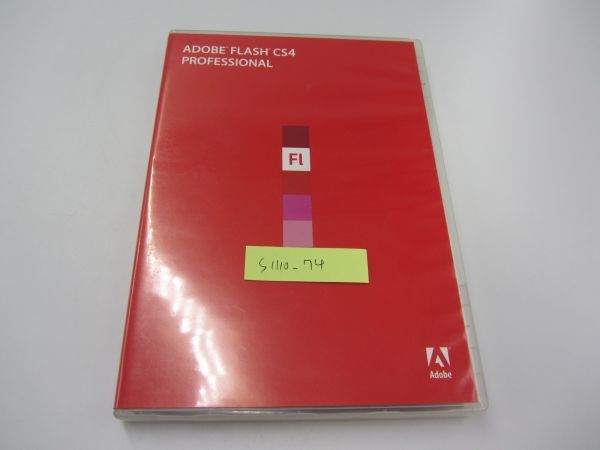 ADOBE® FLASH® CS4
PROFESSIONAL
Fl
S1110-74
Adobe